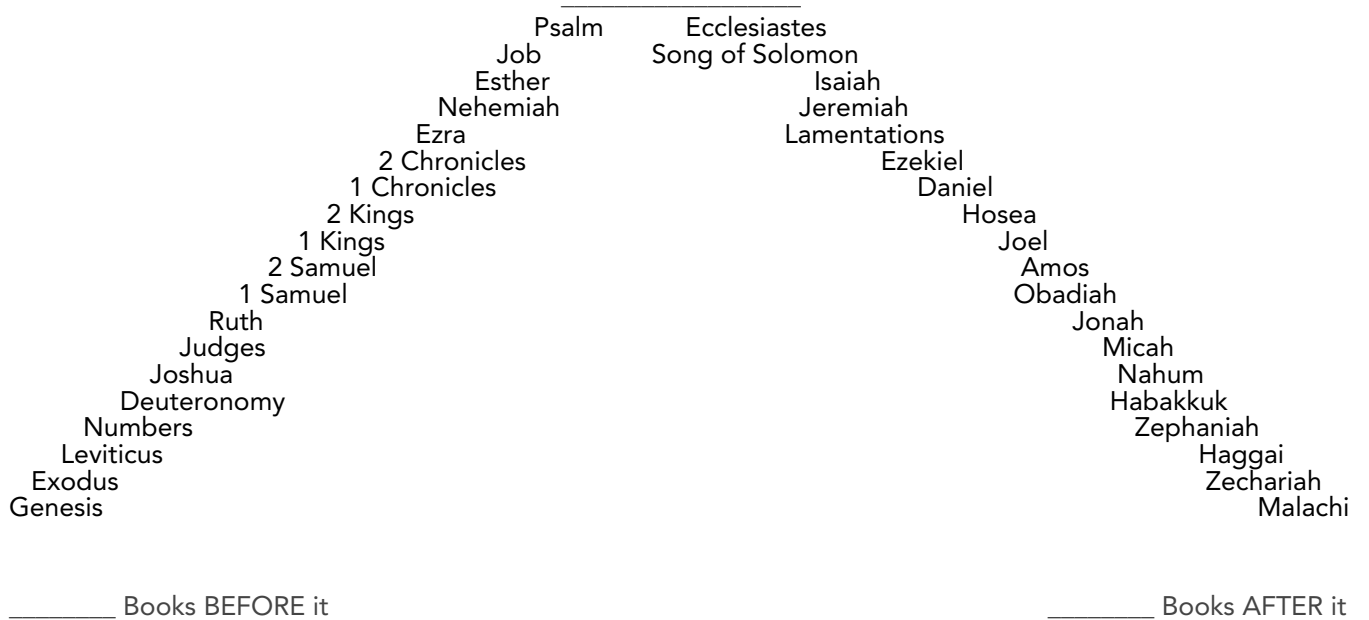 __________________
Psalm Ecclesiastes
Job Song of Solomon
Esther Isaiah
Nehemiah Jeremiah
Ezra Lamentations
2 Chronicles Ezekiel
1 Chronicles Daniel
2 Kings Hosea
1 Kings Joel
2 Samuel Amos
1 Samuel Obadiah
Ruth Jonah
Judges Micah
Joshua Nahum
Deuteronomy Habakkuk
Numbers Zephaniah
Leviticus Haggai
Exodus Zechariah
Genesis Malachi
________ Books BEFORE it ________ Books AFTER it